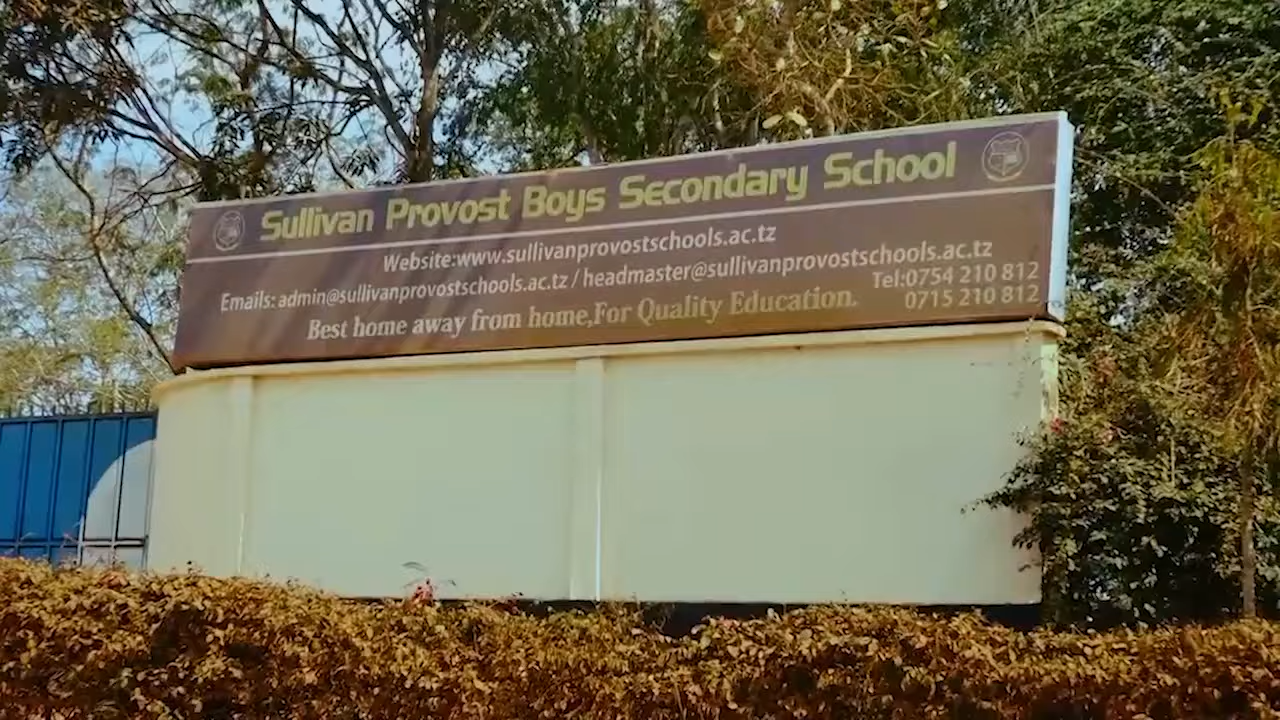 Sullivan Provost Boys Secondary School
Website:www.sullivanprovostschools.ac.tz
Emails: admin@sullivanprovostschools.ac.tz / headmaster@sullivanprovostschools.ac.tz
Tel:0754 210 812
Best home away from home,For Quality Education.
0715 210 812